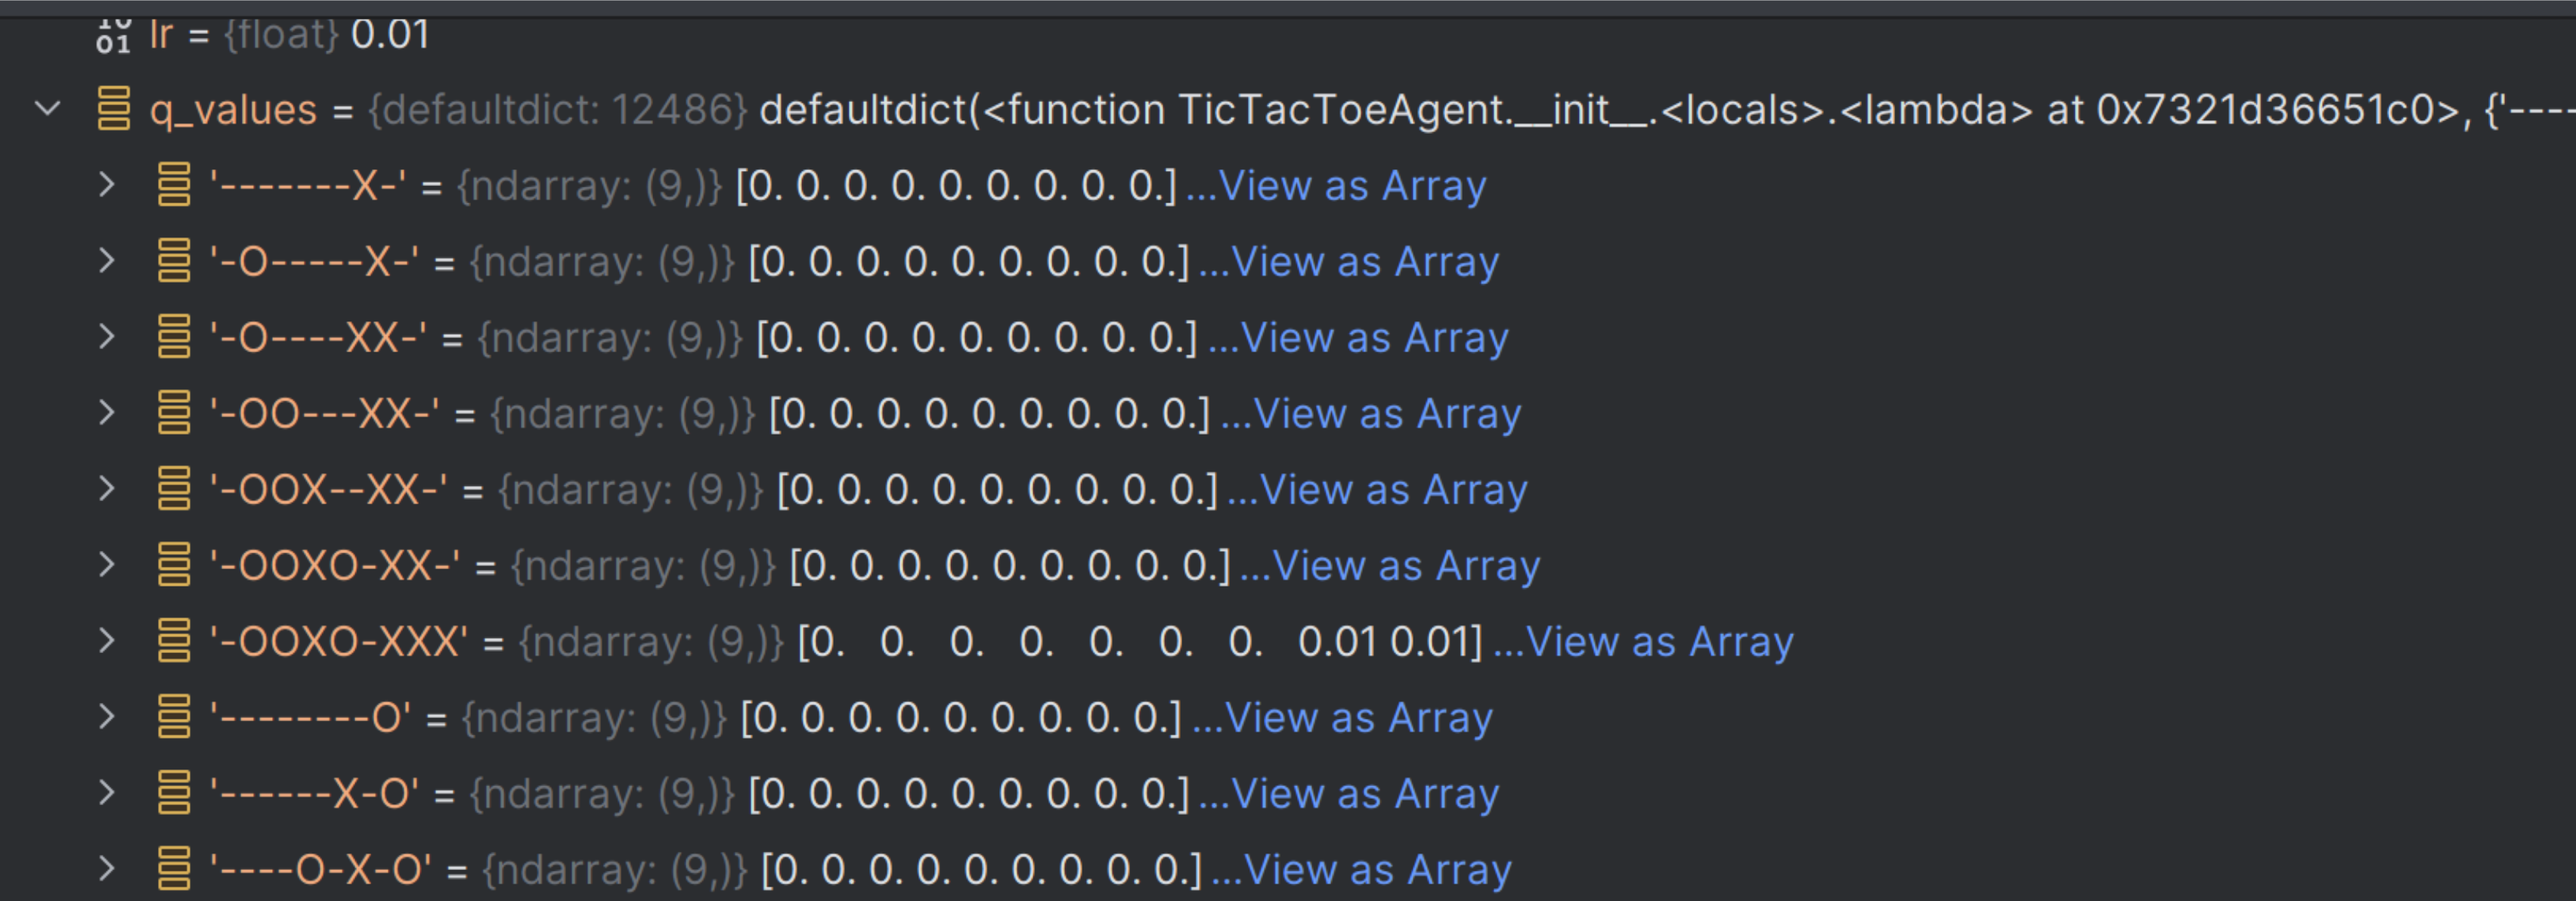 01 lr = {float} 0.01
q_values = {defaultdict: 12486} defaultdict(<function TicTacToeAgent.__init__.<locals>.<lambda> at 0x7321d36651c0>, {'----
'-------X-' = {ndarray: (9,)} [0. 0. 0. 0. 0. 0. 0. 0. 0.] ...View as Array
'-O-----X-' = {ndarray: (9,)} [0. 0. 0. 0. 0. 0. 0. 0. 0.] ...View as Array
'-O----XX-' = {ndarray: (9,)} [0. 0. 0. 0. 0. 0. 0. 0. 0.] ...View as Array
'-OO---XX-' = {ndarray: (9,)} [0. 0. 0. 0. 0. 0. 0. 0. 0.] ...View as Array
'-OOX--XX-' = {ndarray: (9,)} [0. 0. 0. 0. 0. 0. 0. 0. 0.] ...View as Array
'-OOXO-XX-' = {ndarray: (9,)} [0. 0. 0. 0. 0. 0. 0. 0. 0.] ...View as Array
'-OOXO-XXX' = {ndarray: (9,)} [0. 0. 0. 0. 0. 0. 0. 0.01 0.01] ...View as Array
'--------O' = {ndarray: (9,)} [0. 0. 0. 0. 0. 0. 0. 0. 0.] ...View as Array
'------X-O' = {ndarray: (9,)} [0. 0. 0. 0. 0. 0. 0. 0. 0.] ...View as Array
'----O-X-O' = {ndarray: (9,)} [0. 0. 0. 0. 0. 0. 0. 0. 0.] ...View as Array